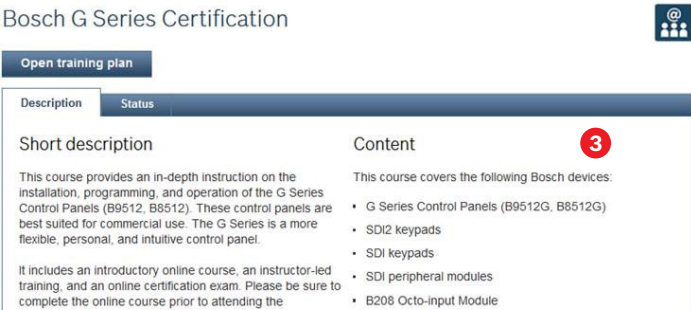 Bosch G Series Certification
@
Open training plan
Description
Status
Short description
This course provides an in-depth instruction on the
installation, programming, and operation of the G Series
Control Panels (B9512, B8512). These control panels are
best suited for commercial use. The G Series is a more
flexible, personal, and intuitive control panel.
It includes an introductory online course, an instructor-led
training, and an online certification exam. Please be sure to
complete the online course prior to attending the
Content
3
This course covers the following Bosch devices:
• G Series Control Panels (B9512G, B8512G)
• SDI2 keypads
• SDI keypads
• SDI peripheral modules
• B208 Octo-input Module